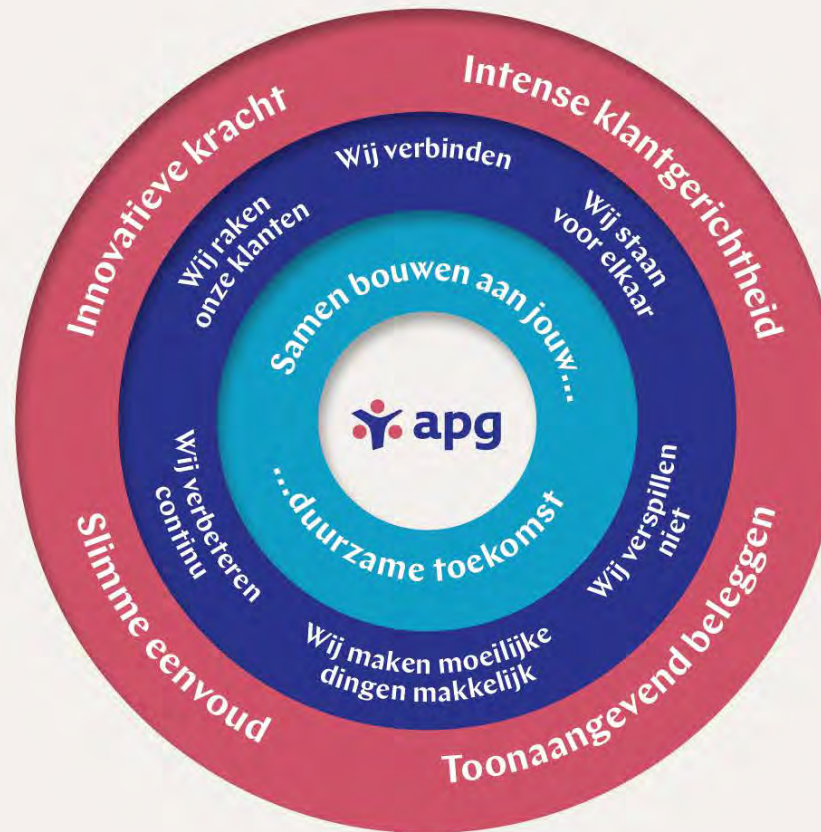 Innovatieve kracht
Intense klantgerichtheid
Toonaangevend beleggen
Slimme eenvoud
Wij verbinden
Wij staan
voor elkaar
Wij verspillen
niet
Wij maken moeilijke
dingen makkelijk
Wij verbeteren
continu
Wij raken
onze klanten
Samen bouwen aan jouw...
...duurzame toekomst
apg